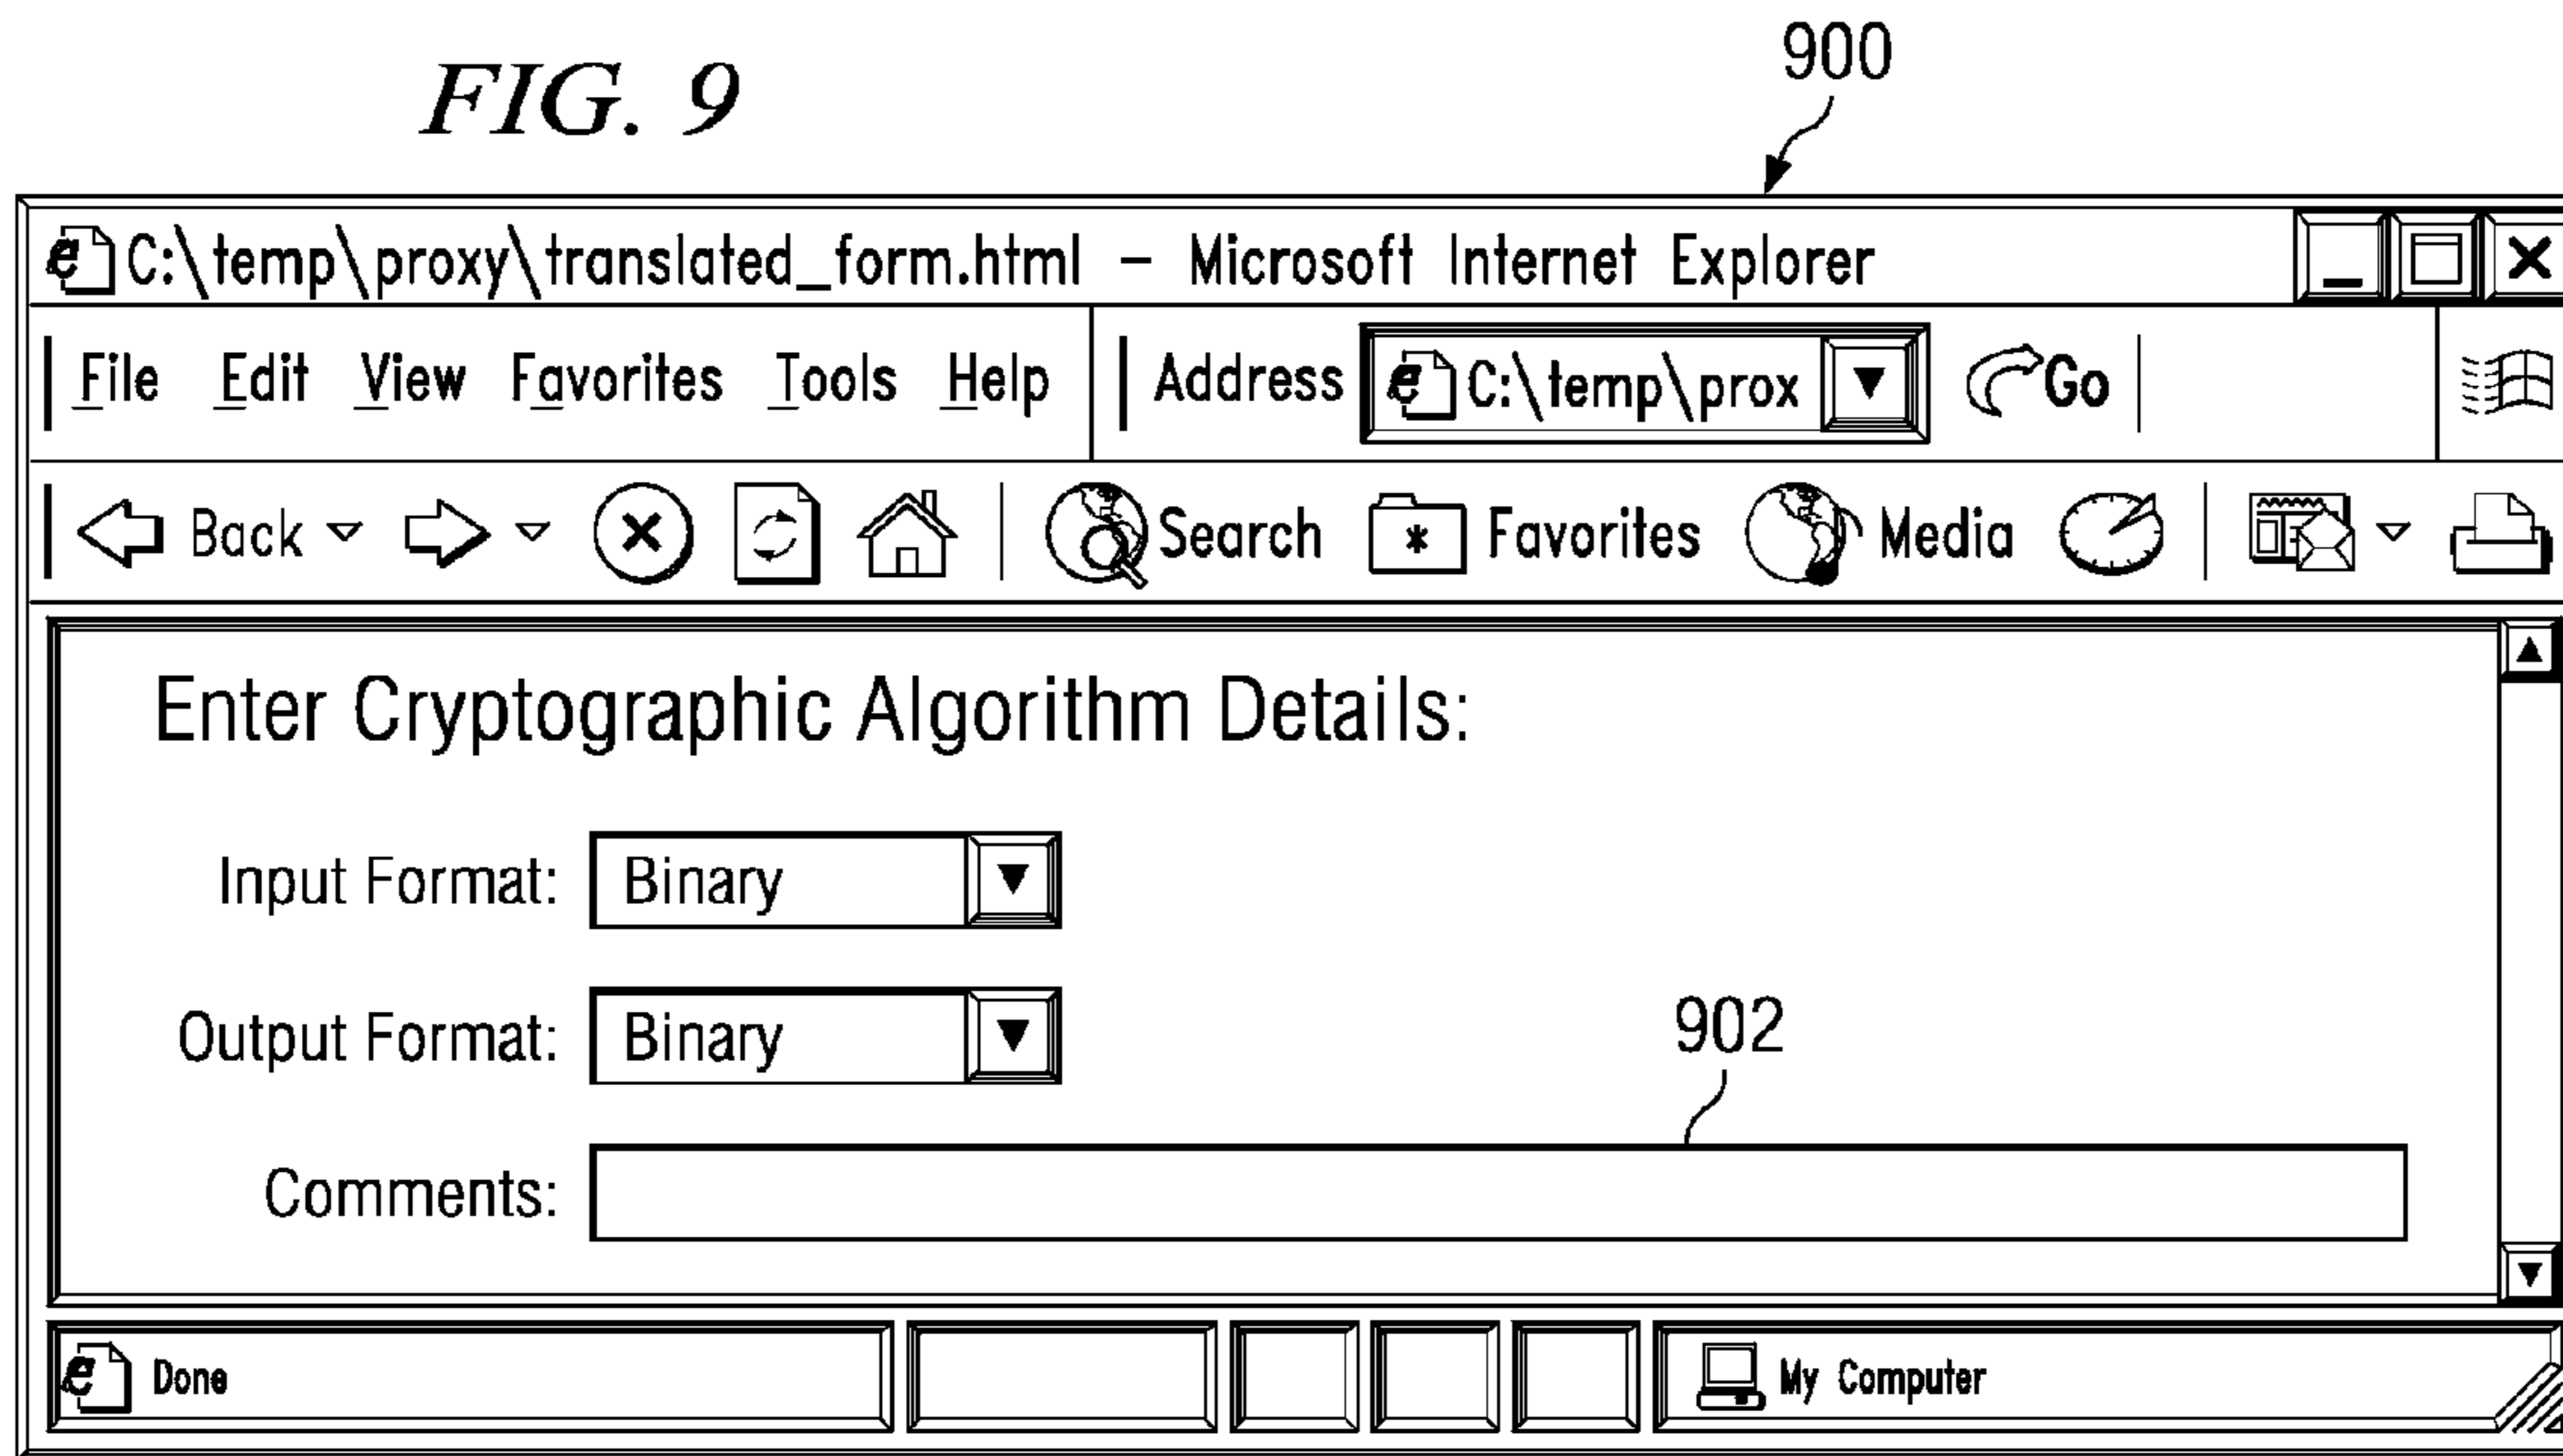 FIG. 9
900
C:\temp\proxy\translated_form.html – Microsoft Internet Explorer
File Edit View Favorites Tools Help Address C:\temp\prox Go
Back Search Favorites Media
Enter Cryptographic Algorithm Details:
Input Format: Binary
Output Format: Binary
902
Comments:
Done My Computer